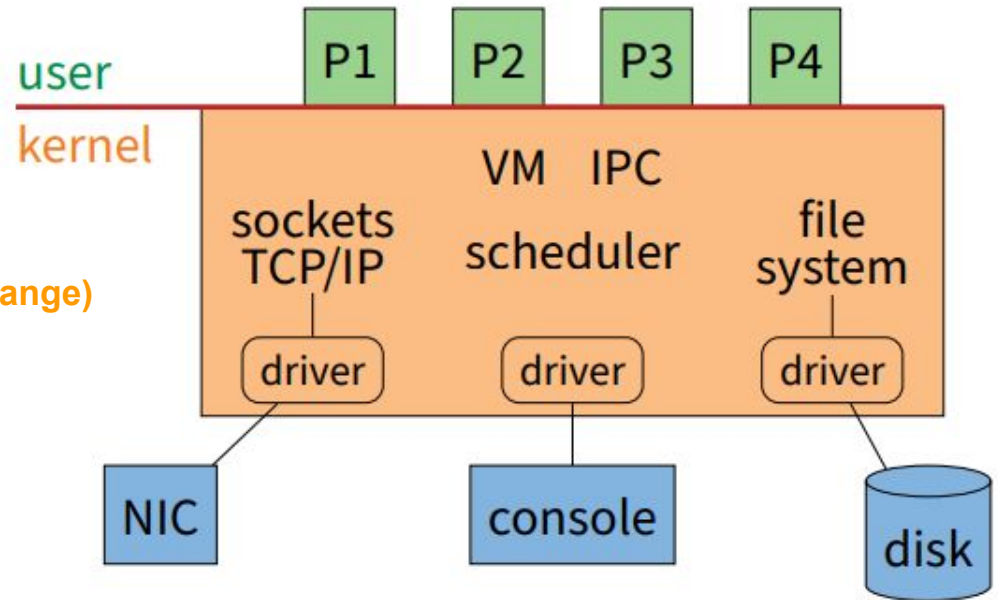 P1 P2 P3 P4
user
kernel
VM IPC
sockets
TCP/IP
scheduler
file
system
ange)
driver driver driver
NIC
console
disk